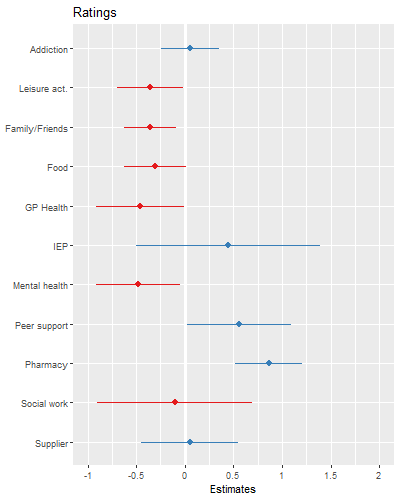 Ratings
Addiction
Leisure act.
Family/Friends
Food
GP Health
IEP
Mental health
Peer support
Pharmacy
Social work
Supplier
-1 -0.5 0 0.5 1 1.5 2
Estimates